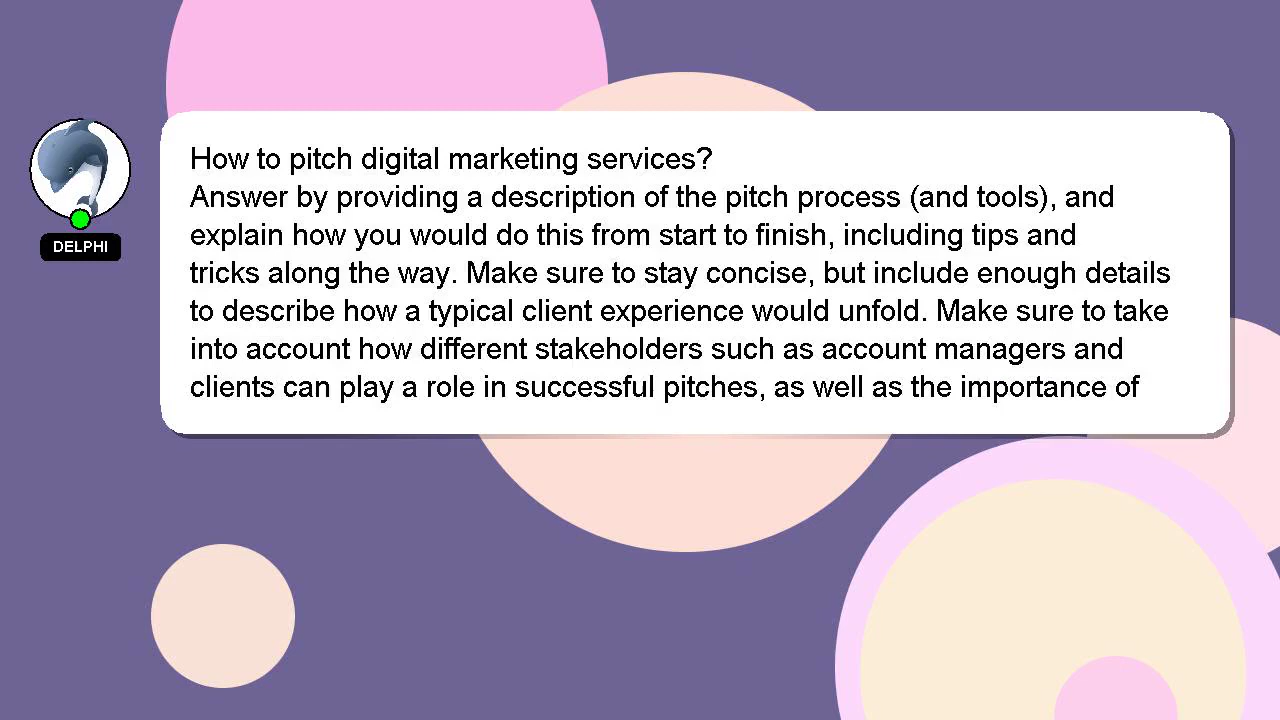 How to pitch digital marketing services?
Answer by providing a description of the pitch process (and tools), and
explain how you would do this from start to finish, including tips and
tricks along the way. Make sure to stay concise, but include enough details
to describe how a typical client experience would unfold. Make sure to take
into account how different stakeholders such as account managers and
clients can play a role in successful pitches, as well as the importance of
DELPHI